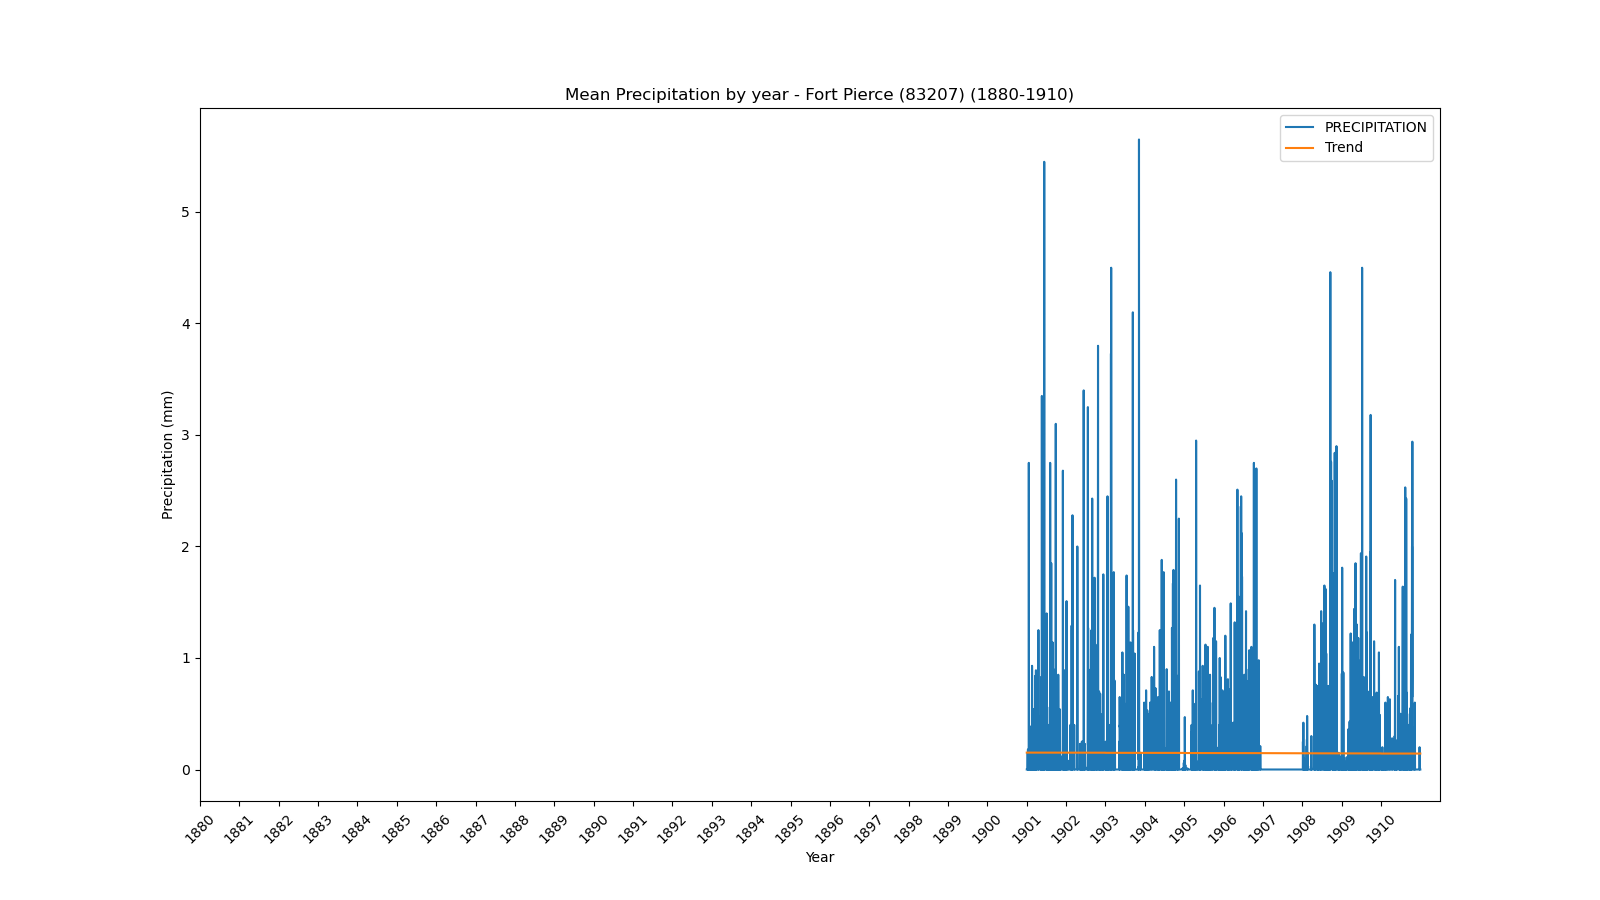 Mean Precipitation by year - Fort Pierce (83207) (1880-1910)
PRECIPITATION
Trend
5
4
3
2
1
0
Precipitation (mm)
1880 1881 1882 1883 1884 1885 1886 1887 1888 1889 1890 1891 1892 1893 1894 1895 1896 1897 1898 1899 1900 1901 1902 1903 1904 1905 1906 1907 1908 1909 1910
Year